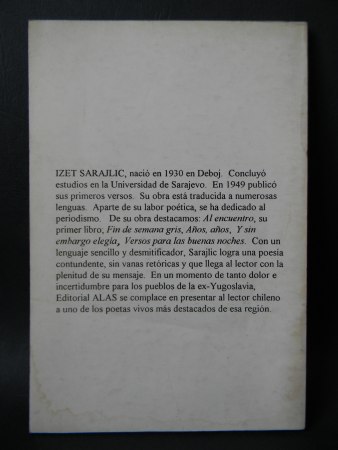 IZET SARAJLIC, nació en 1930 en Deboj. Concluyó
estudios en la Universidad de Sarajevo. En 1949 publicó
sus primeros versos. Su obra está traducida a numerosas
lenguas. Aparte de su labor poética, se ha dedicado al
periodismo. De su obra destacamos: Al encuentro, su
primer libro; Fin de semana gris, Años, años, Y sin
embargo elegía, Versos para las buenas noches. Con un
lenguaje sencillo y desmitificador, Sarajlic logra una poesía
contundente, sin vanas retóricas y que llega al lector con la
plenitud de su mensaje. En un momento de tanto dolor e
incertidumbre para los pueblos de la ex-Yugoslavia,
Editorial ALAS se complace en presentar al lector chileno
a uno de los poetas vivos más destacados de esa región.